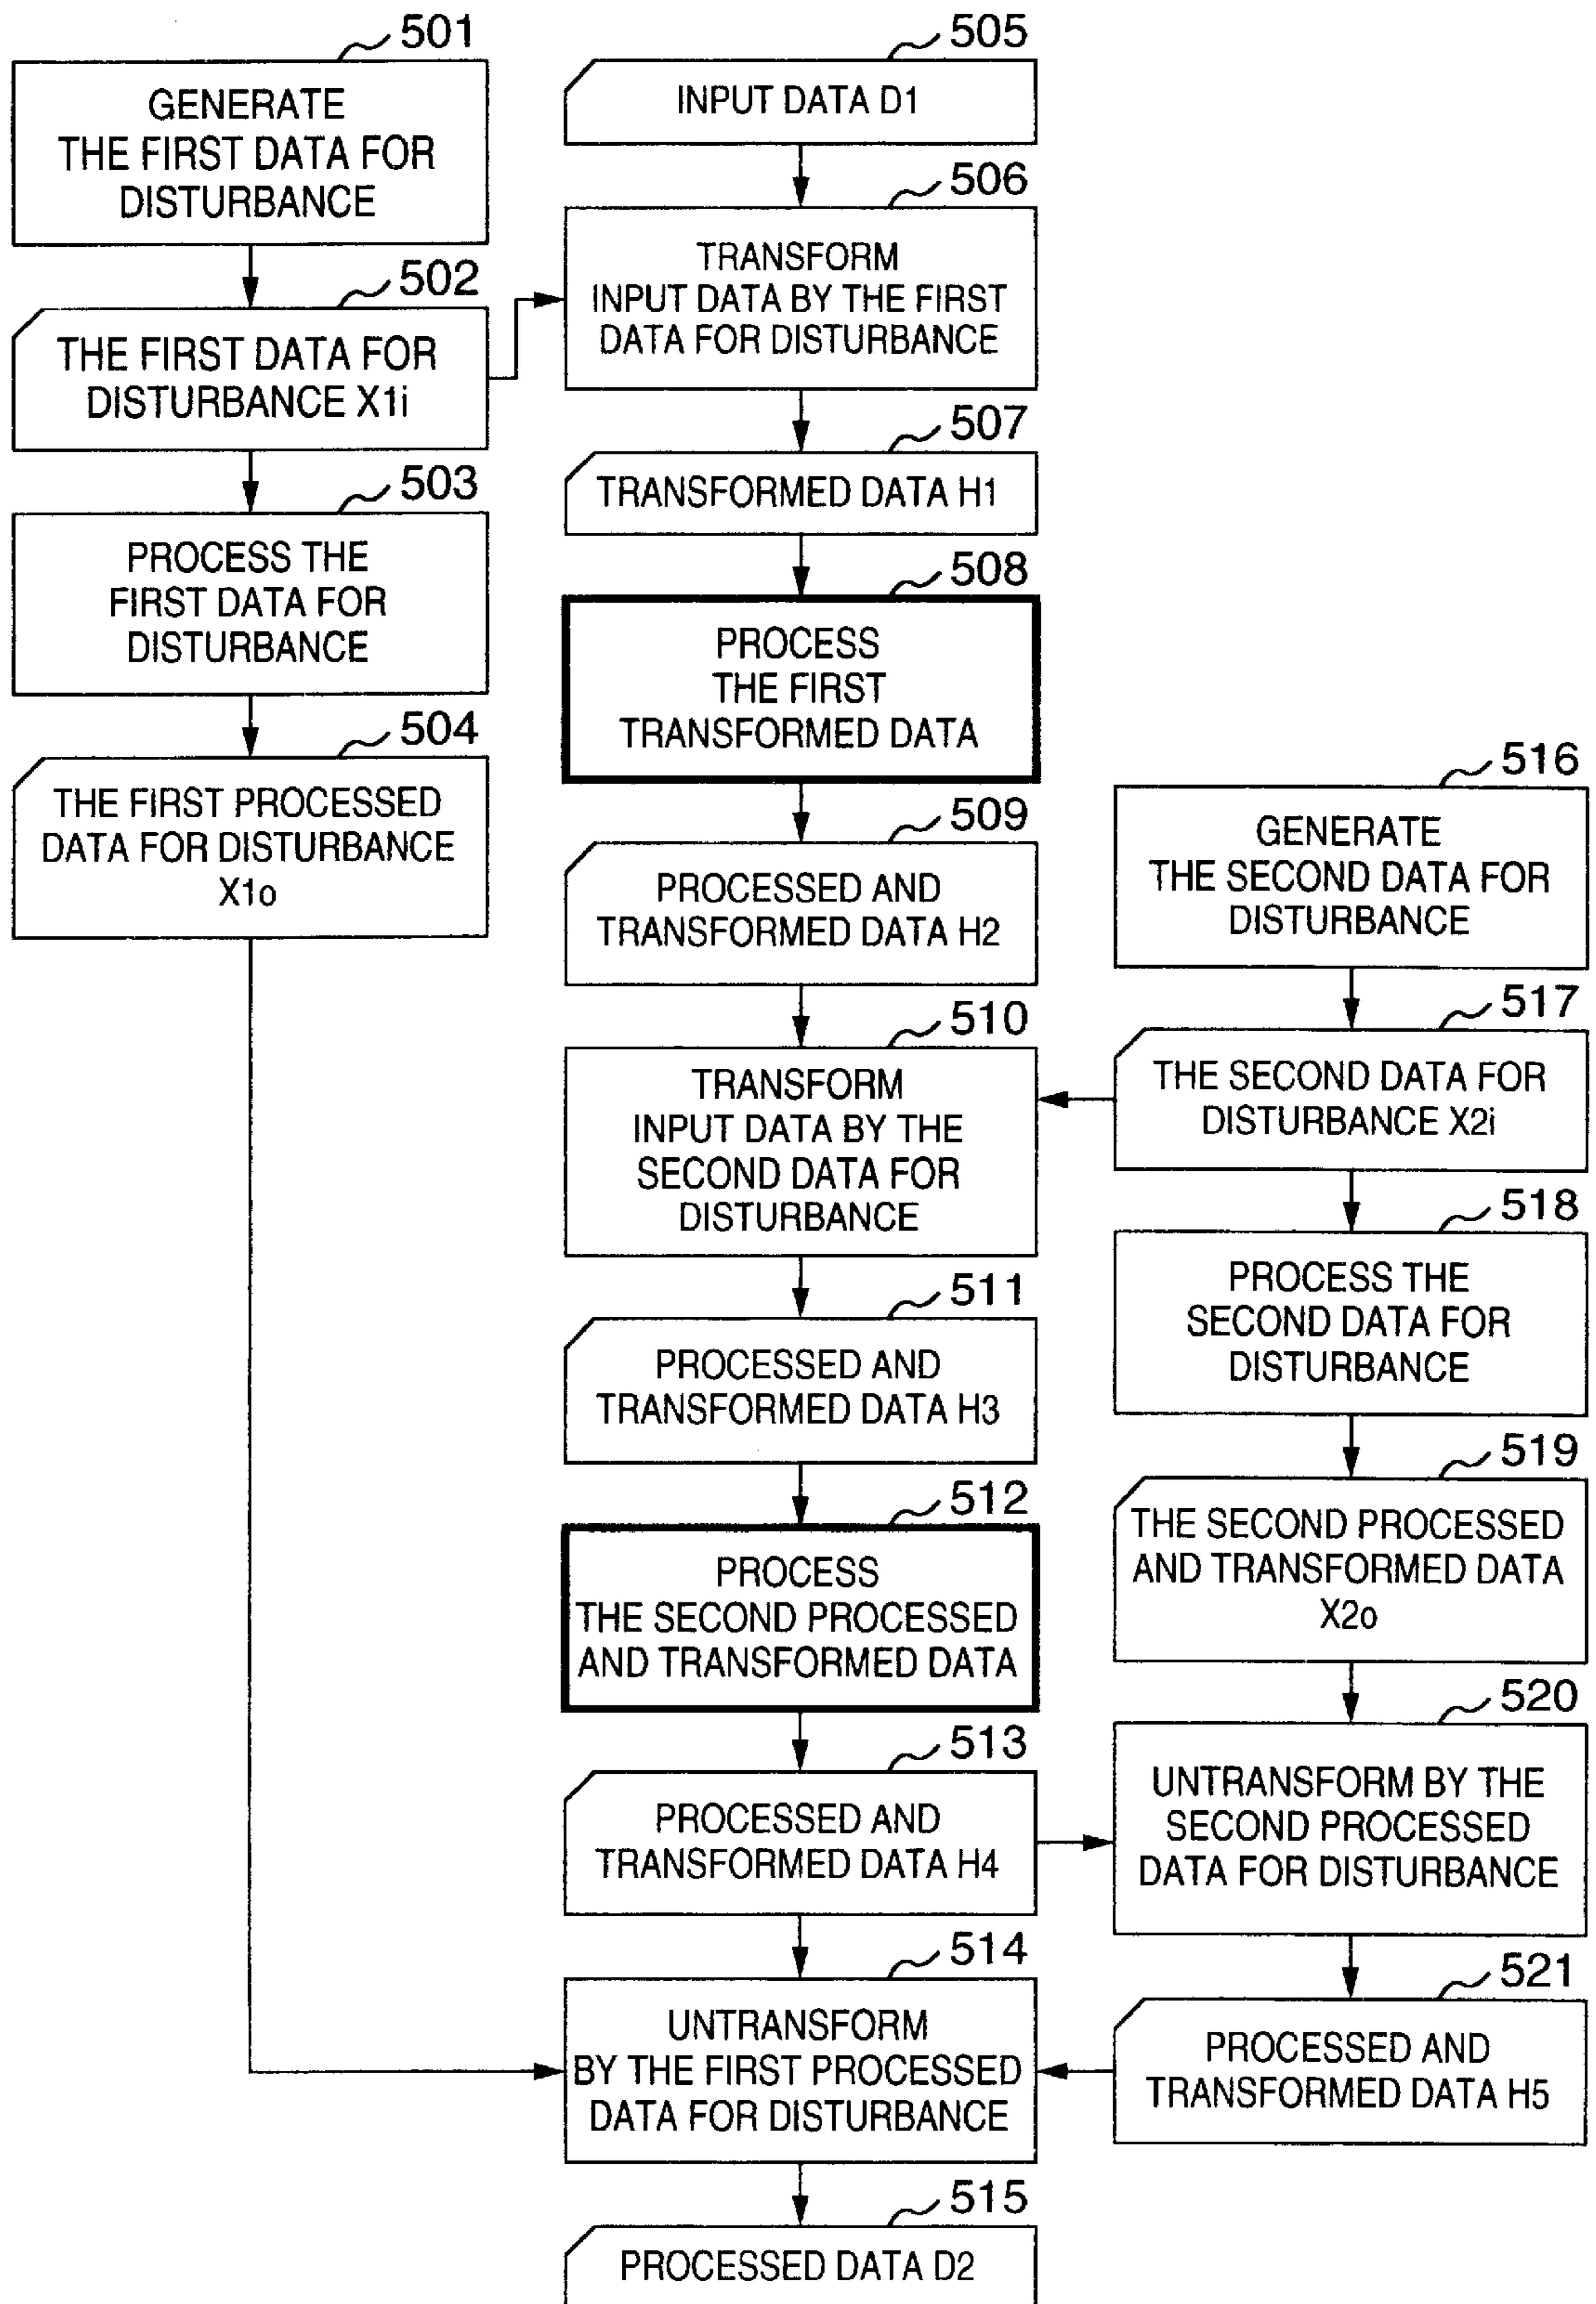 501
GENERATE
THE FIRST DATA FOR
DISTURBANCE
502
THE FIRST DATA FOR
DISTURBANCE X1i
503
PROCESS THE
FIRST DATA FOR
DISTURBANCE
504
THE FIRST PROCESSED
DATA FOR DISTURBANCE
X1o
505
INPUT DATA D1
506
TRANSFORM
INPUT DATA BY THE FIRST
DATA FOR DISTURBANCE
507
TRANSFORMED DATA H1
508
PROCESS
THE FIRST
TRANSFORMED DATA
509
PROCESSED AND
TRANSFORMED DATA H2
510
TRANSFORM
INPUT DATA BY THE
SECOND DATA FOR
DISTURBANCE
511
PROCESSED AND
TRANSFORMED DATA H3
512
PROCESS
THE SECOND PROCESSED
AND TRANSFORMED DATA
513
PROCESSED AND
TRANSFORMED DATA H4
514
UNTRANSFORM
BY THE FIRST PROCESSED
DATA FOR DISTURBANCE
515
PROCESSED DATA D2
516
GENERATE
THE SECOND DATA FOR
DISTURBANCE
517
THE SECOND DATA FOR
DISTURBANCE X2i
518
PROCESS THE
SECOND DATA FOR
DISTURBANCE
519
THE SECOND PROCESSED
AND TRANSFORMED DATA
X2o
520
UNTRANSFORM BY THE
SECOND PROCESSED
DATA FOR DISTURBANCE
521
PROCESSED AND
TRANSFORMED DATA H5